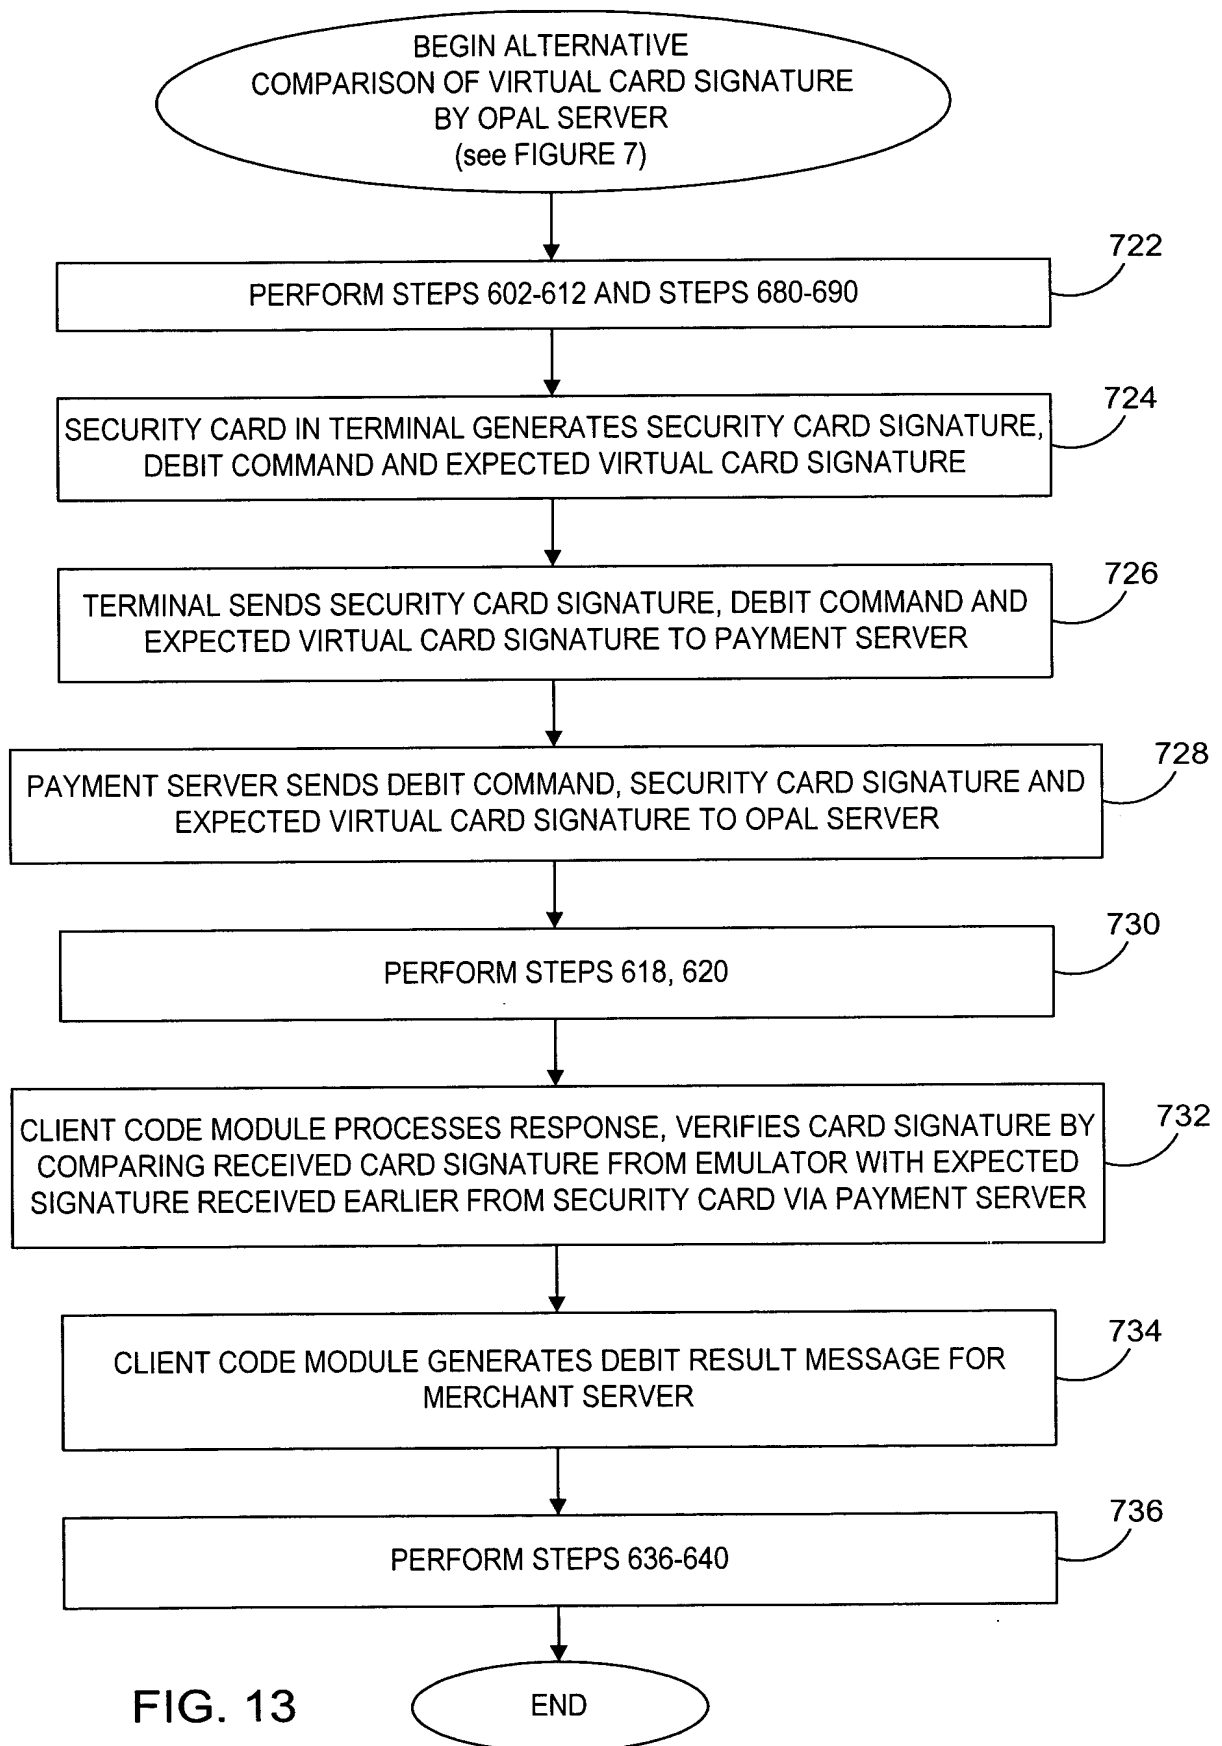 BEGIN ALTERNATIVE
COMPARISON OF VIRTUAL CARD SIGNATURE
BY OPAL SERVER
(see FIGURE 7)
722
PERFORM STEPS 602-612 AND STEPS 680-690
724
SECURITY CARD IN TERMINAL GENERATES SECURITY CARD SIGNATURE,
DEBIT COMMAND AND EXPECTED VIRTUAL CARD SIGNATURE
726
TERMINAL SENDS SECURITY CARD SIGNATURE, DEBIT COMMAND AND
EXPECTED VIRTUAL CARD SIGNATURE TO PAYMENT SERVER
728
PAYMENT SERVER SENDS DEBIT COMMAND, SECURITY CARD SIGNATURE AND
EXPECTED VIRTUAL CARD SIGNATURE TO OPAL SERVER
730
PERFORM STEPS 618, 620
732
CLIENT CODE MODULE PROCESSES RESPONSE, VERIFIES CARD SIGNATURE BY
COMPARING RECEIVED CARD SIGNATURE FROM EMULATOR WITH EXPECTED
SIGNATURE RECEIVED EARLIER FROM SECURITY CARD VIA PAYMENT SERVER
734
CLIENT CODE MODULE GENERATES DEBIT RESULT MESSAGE FOR
MERCHANT SERVER
736
PERFORM STEPS 636-640
END
FIG. 13